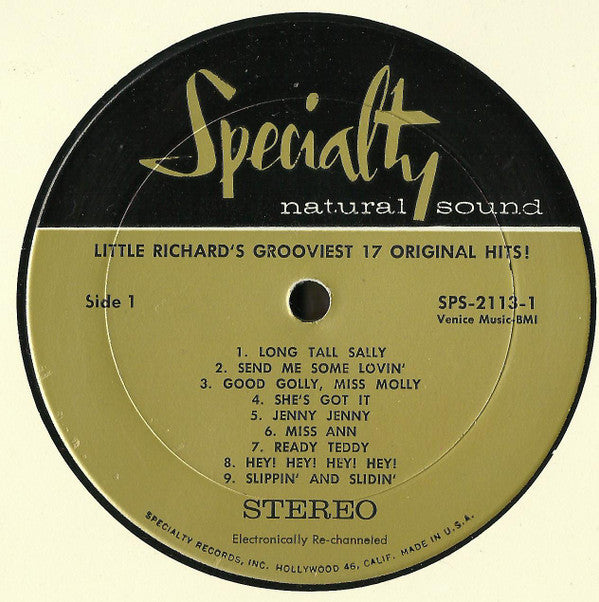 Specialty
natural sound
LITTLE RICHARD'S GROOVIEST 17 ORIGINAL HITS!
Side 1
SPS-2113-1
Venice Music-BMI
1. LONG TALL SALLY
2. SEND ME SOME LOVIN'
3. GOOD GOLLY, MISS MOLLY
4. SHE'S GOT IT
5. JENNY JENNY
6. MISS ANN
7. READY TEDDY
8. HEY! HEY! HEY! HEY!
9. SLIPPIN' AND SLIDIN'
STEREO
Electronically Re-channeled
SPECIALTY RECORDS, INC. HOLLYWOOD 46, CALIF. MADE IN U.S.A.